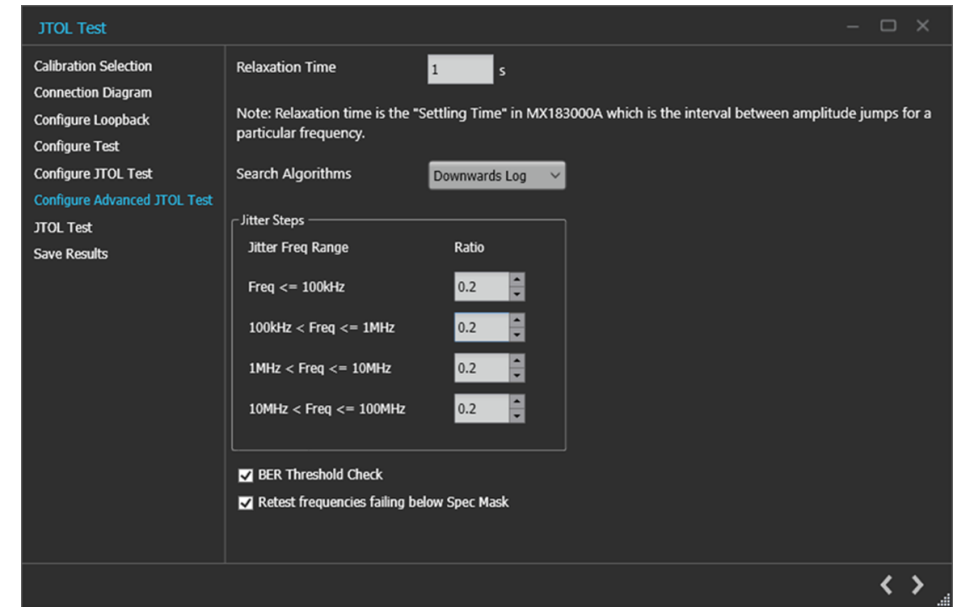 JTOL Test
Calibration Selection
Connection Diagram
Configure Loopback
Configure Test
Configure JTOL Test
Configure Advanced JTOL Test
JTOL Test
Save Results
Relaxation Time 1 s
Note: Relaxation time is the "Settling Time" in MX183000A which is the interval between amplitude jumps for a
particular frequency.
Search Algorithms Downwards Log
Jitter Steps
Jitter Freq Range Ratio
Freq <= 100kHz 0.2
100kHz < Freq <= 1MHz 0.2
1MHz < Freq <= 10MHz 0.2
10MHz < Freq <= 100MHz 0.2
BER Threshold Check
Retest frequencies failing below Spec Mask